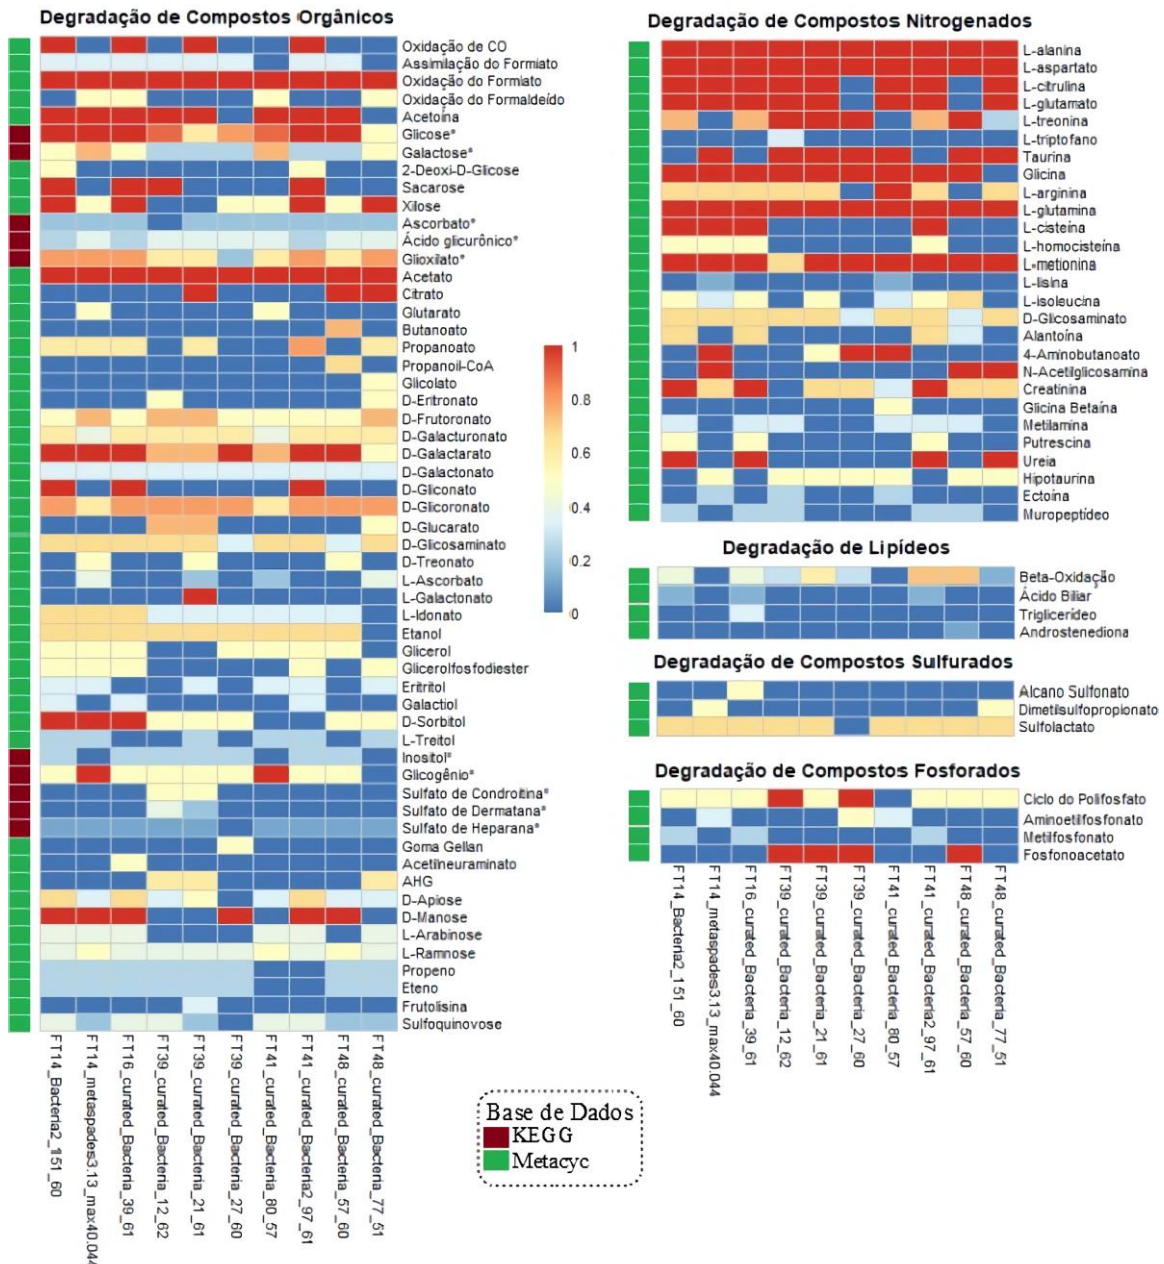 Degradação de Compostos Orgânicos
Oxidação de CO
Assimilação do Formiato
Oxidação do Formiato
Oxidação do Formaldeído
Acetoína
Glicose*
Galactose*
2-Deoxi-D-Glicose
Sacarose
Xilose
Ascorbato*
Ácido glicurônico*
Glioxilato*
Acetato
Citrato
Glutarato
Butanoato
Propanoato
Propanoil-CoA
Glicolato
D-Eritronato
D-Frutoronato
D-Galacturonato
D-Galactarato
D-Galactonato
D-Gliconato
D-Glicoronato
D-Glucarato
D-Glicosaminato
D-Treonato
L-Ascorbato
L-Galactonato
L-Idonato
Etanol
Glicerol
Glicerolfosfodiester
Eritritol
Galactiol
D-Sorbitol
L-Treitol
Inositol*
Glicogênio*
Sulfato de Condroitina*
Sulfato de Dermatana*
Sulfato de Heparana*
Goma Gellan
Acetilneuraminato
AHG
D-Apiose
D-Manose
L-Arabinose
L-Ramnose
Propeno
Eteno
Frutolisina
Sulfoquinovose
FT14_Bacteria2_151_60
FT14_metaspades3.13_max40.044
FT16_curated_Bacteria_39_61
FT39_curated_Bacteria_12_62
FT39_curated_Bacteria_21_61
FT39_curated_Bacteria_27_60
FT41_curated_Bacteria_80_57
FT41_curated_Bacteria2_97_61
FT48_curated_Bacteria_57_60
FT48_curated_Bacteria_77_51
1
0.8
0.6
0.4
0.2
0
Degradação de Compostos Nitrogenados
L-alanina
L-aspartato
L-citrulina
L-glutamato
L-treonina
L-triptofano
Taurina
Glicina
L-arginina
L-glutamina
L-cisteína
L-homocisteína
L-metionina
L-lisina
L-isoleucina
D-Glicosaminato
Alantoína
4-Aminobutanoato
N-Acetilglicosamina
Creatinina
Glicina Betaína
Metilamina
Putrescina
Ureia
Hipotaurina
Ectoína
Muropeptídeo
Degradação de Lipídeos
Beta-Oxidação
Ácido Biliar
Triglicerídeo
Androstenediona
Degradação de Compostos Sulfurados
Alcano Sulfonato
Dimetilsulfopropionato
Sulfolactato
Degradação de Compostos Fosforados
Ciclo do Polifosfato
Aminoetilfosfonato
Metilfosfonato
Fosfonoacetato
FT14_Bacteria2_151_60
FT14_metaspades3.13_max40.044
FT16_curated_Bacteria_39_61
FT39_curated_Bacteria_12_62
FT39_curated_Bacteria_21_61
FT39_curated_Bacteria_27_60
FT41_curated_Bacteria_80_57
FT41_curated_Bacteria2_97_61
FT48_curated_Bacteria_57_60
FT48_curated_Bacteria_77_51
Base de Dados
KEGG
Metacyc